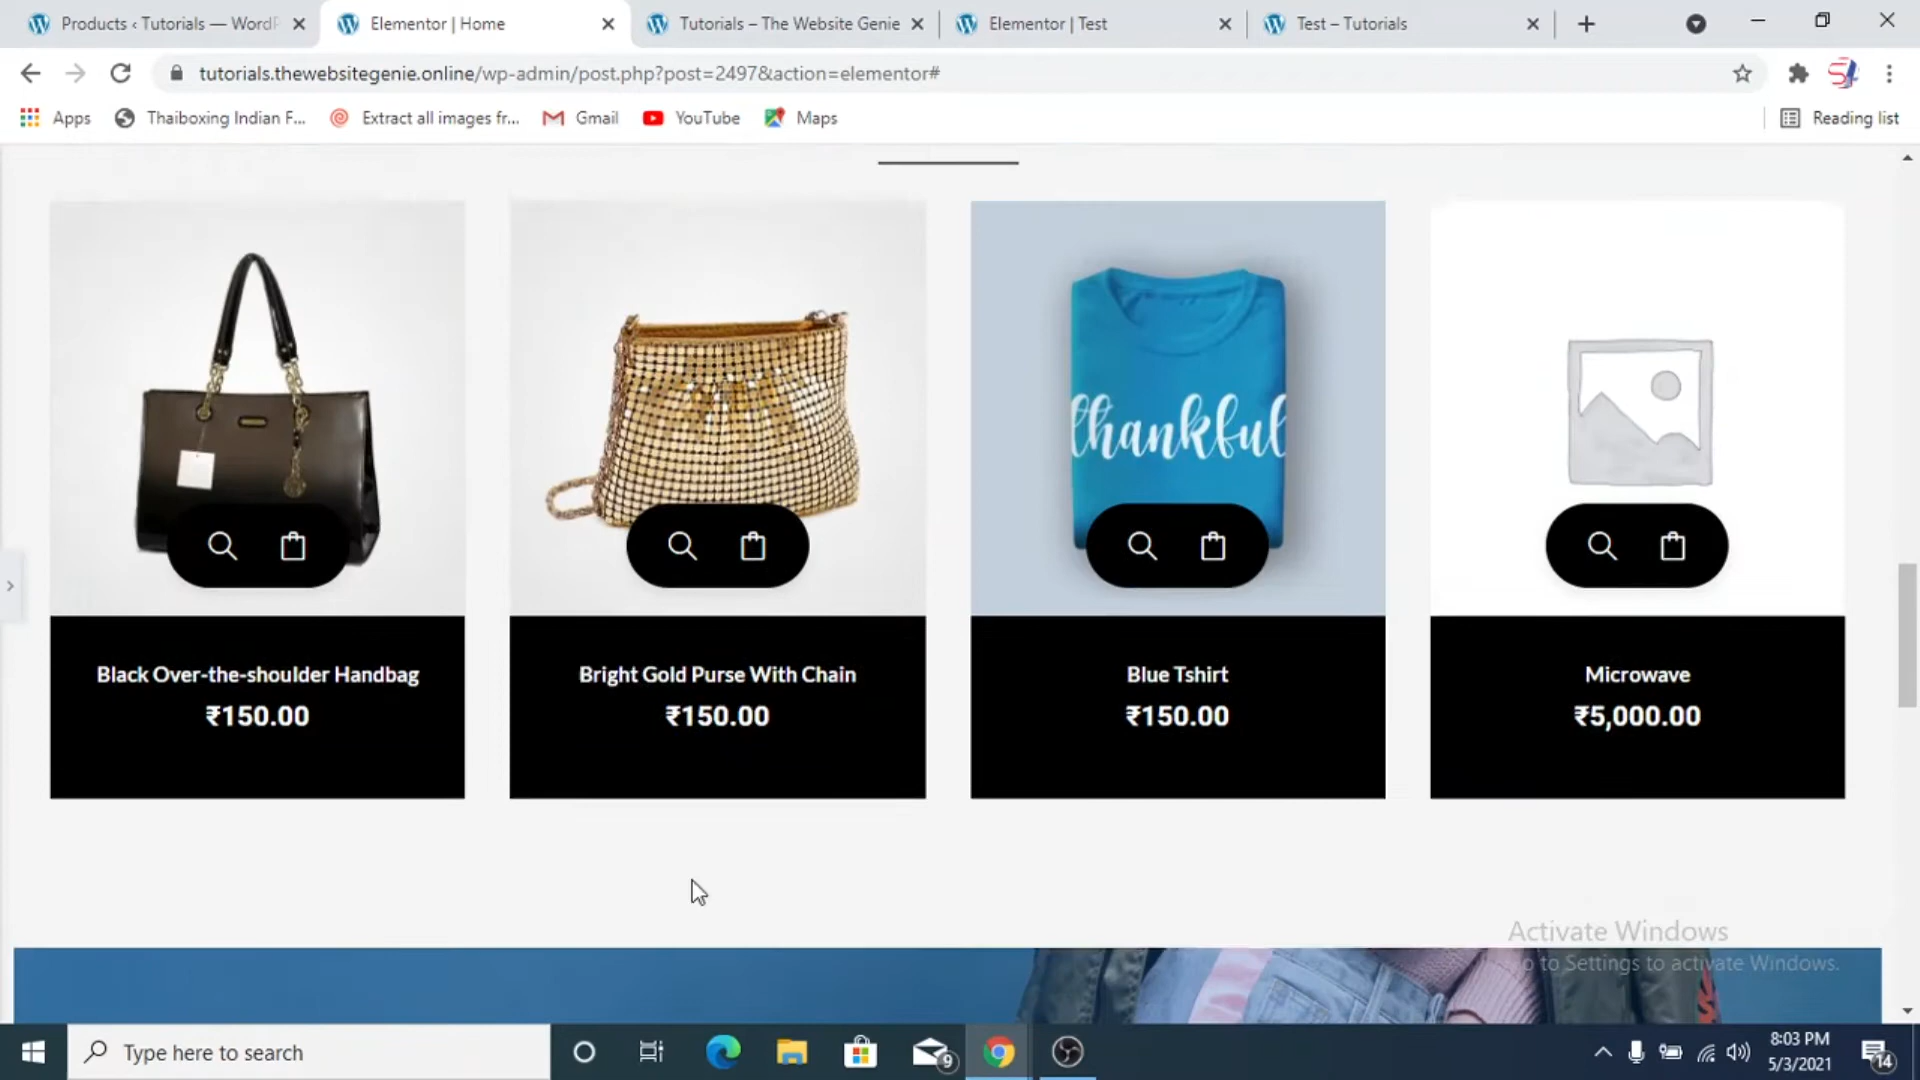 Products ‹ Tutorials — WordP
Elementor | Home
Tutorials – The Website Genie
Elementor | Test
Test – Tutorials
tutorials.thewebsitegenie.online/wp-admin/post.php?post=2497&action=elementor#
Apps
Thaiboxing Indian F...
Extract all images fr...
Gmail
YouTube
Maps
Reading list
thankful
Black Over-the-shoulder Handbag
₹150.00
Bright Gold Purse With Chain
₹150.00
Blue Tshirt
₹150.00
Microwave
₹5,000.00
Activate Windows
to Settings to activate Windows.
Type here to search
9
8:03 PM
5/3/2021
14